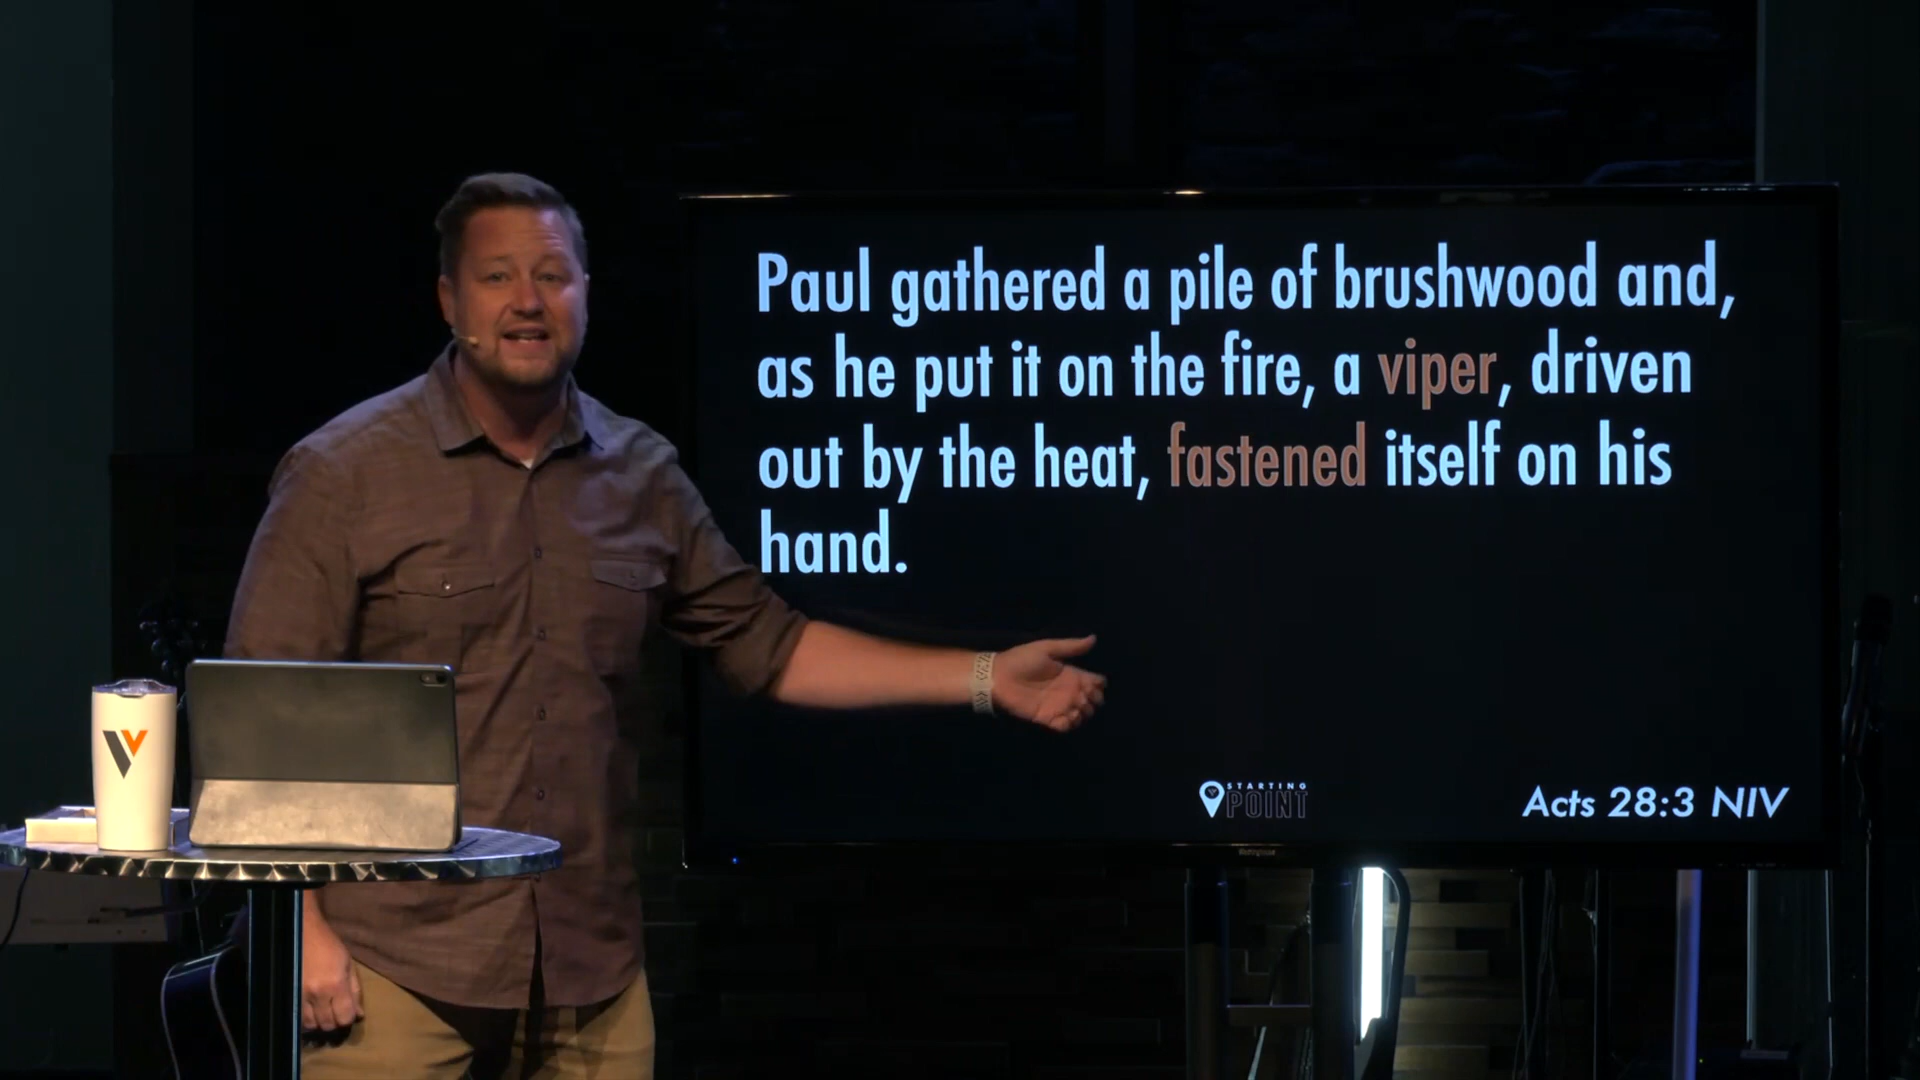 Paul gathered a pile of brushwood and,
as he put it on the fire, a viper, driven
out by the heat, fastened itself on his
hand.
STARTING
POINT
Acts 28:3 NIV
Westinghouse